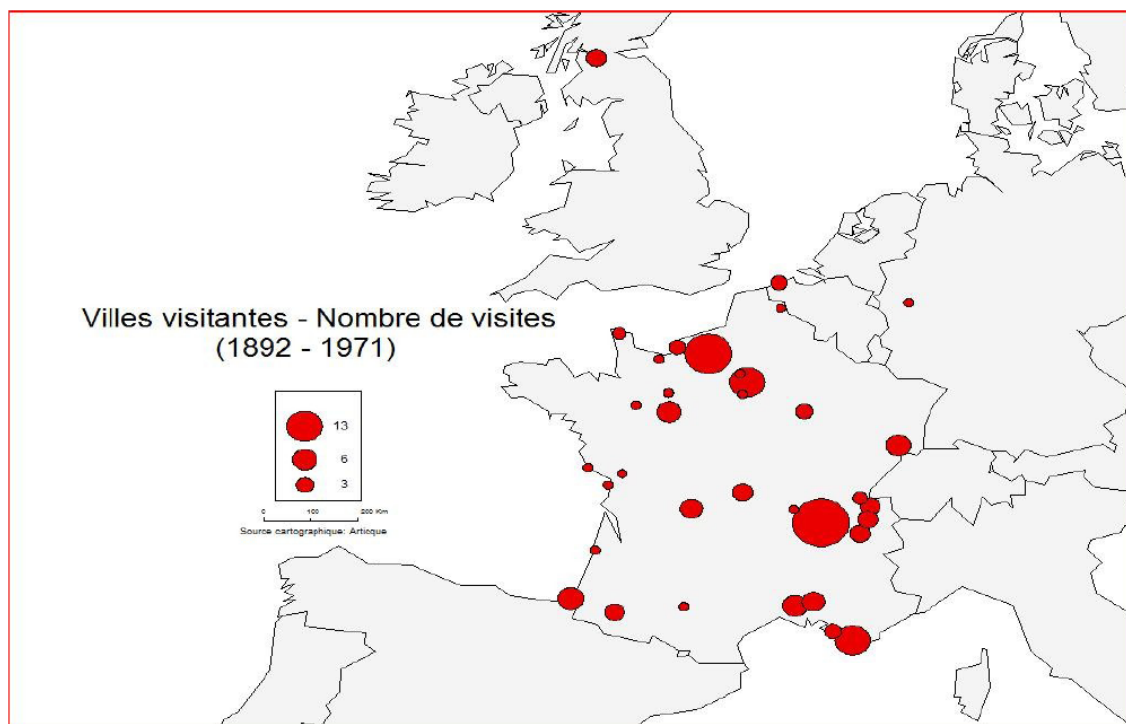 Villes visitantes - Nombre de visites
(1892 - 1971)
13
6
3
0 100 200 Km
Source cartographique: Articque